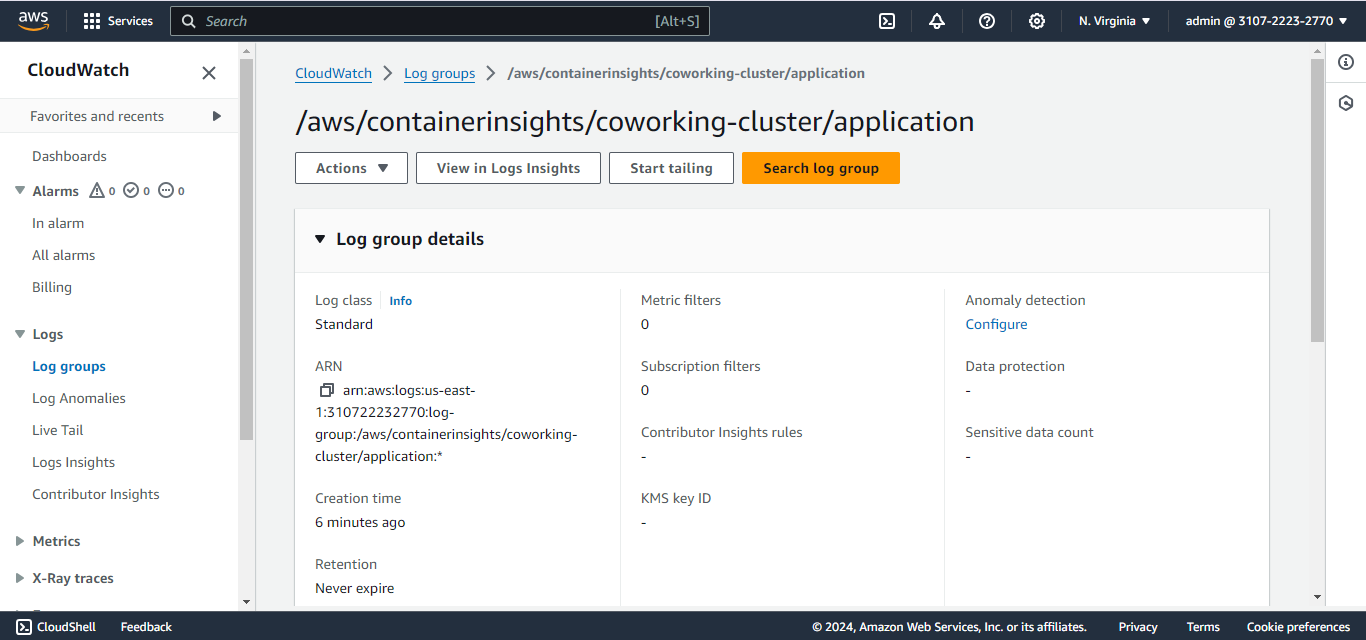 aws
Services
Search
[Alt+S]
N. Virginia
admin @ 3107-2223-2770
CloudWatch
Favorites and recents
Dashboards
Alarms 0 0 0
In alarm
All alarms
Billing
Logs
Log groups
Log Anomalies
Live Tail
Logs Insights
Contributor Insights
Metrics
X-Ray traces
CloudWatch
Log groups
/aws/containerinsights/coworking-cluster/application
/aws/containerinsights/coworking-cluster/application
Actions
View in Logs Insights
Start tailing
Search log group
Log group details
Log class
Info
Standard
ARN
arn:aws:logs:us-east-
1:310722232770:log-
group:/aws/containerinsights/coworking-
cluster/application:*
Creation time
6 minutes ago
Retention
Never expire
Metric filters
0
Subscription filters
0
Contributor Insights rules
-
KMS key ID
-
Anomaly detection
Configure
Data protection
-
Sensitive data count
-
CloudShell
Feedback
© 2024, Amazon Web Services, Inc. or its affiliates.
Privacy
Terms
Cookie preferences